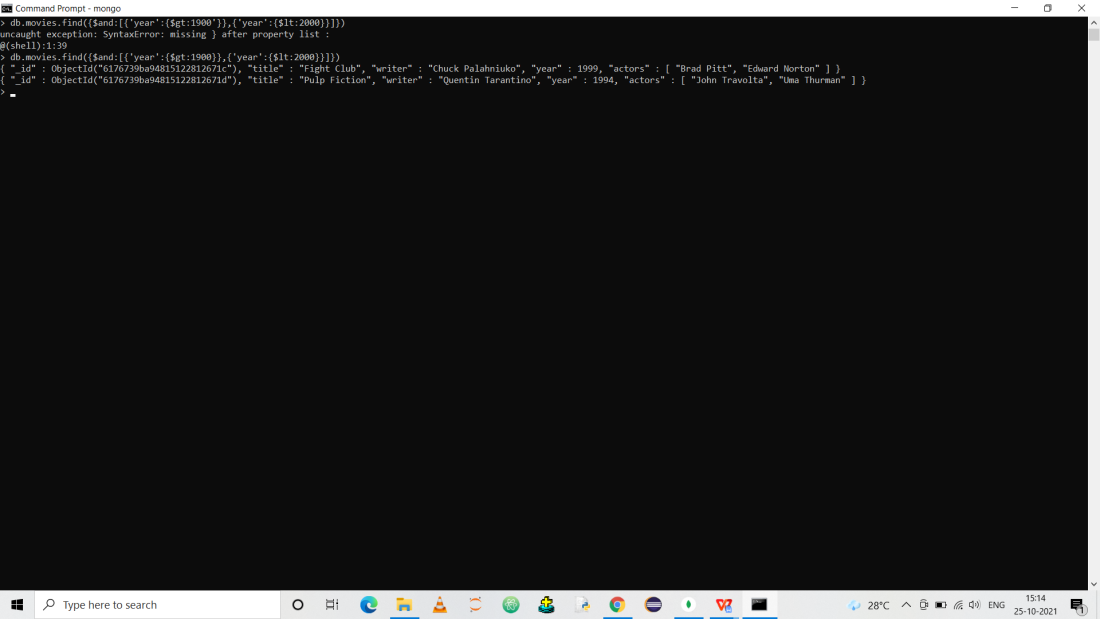 Command Prompt - mongo
> db.movies.find({$and:[{'year':{$gt:1900'}},{'year':{$lt:2000}}]})
uncaught exception: SyntaxError: missing } after property list :
@(shell):1:39
> db.movies.find({$and:[{'year':{$gt:1900}},{'year':{$lt:2000}}]})
{ "_id" : ObjectId("6176739ba94815122812671c"), "title" : "Fight Club", "writer" : "Chuck Palahniuko", "year" : 1999, "actors" : [ "Brad Pitt", "Edward Norton" ] }
{ "_id" : ObjectId("6176739ba94815122812671d"), "title" : "Pulp Fiction", "writer" : "Quentin Tarantino", "year" : 1994, "actors" : [ "John Travolta", "Uma Thurman" ] }
>
Type here to search
28°C
ENG
15:14
25-10-2021
1